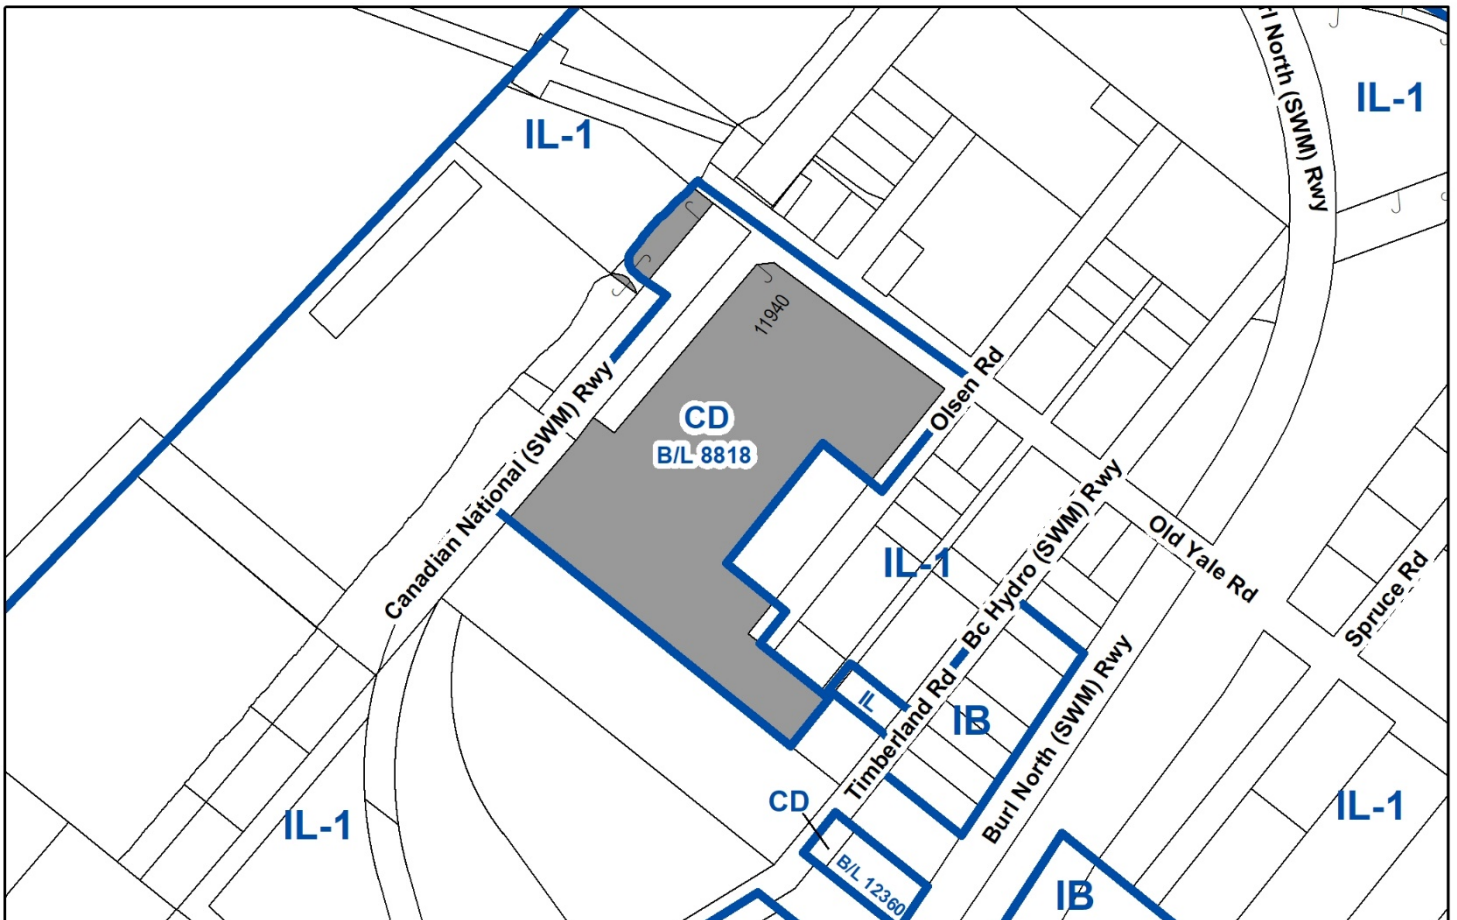 IL-1
rl North (SWM) Rwy
IL-1
11940
Olsen Rd
CD
B/L 8818
Canadian National (SWM) Rwy
IL-1
Bc Hydro (SWM) Rwy
Old Yale Rd
Spruce Rd
IL
Timberland Rd
IB
Burl North (SWM) Rwy
CD
B/L 12360
IL-1
IL-1
IB